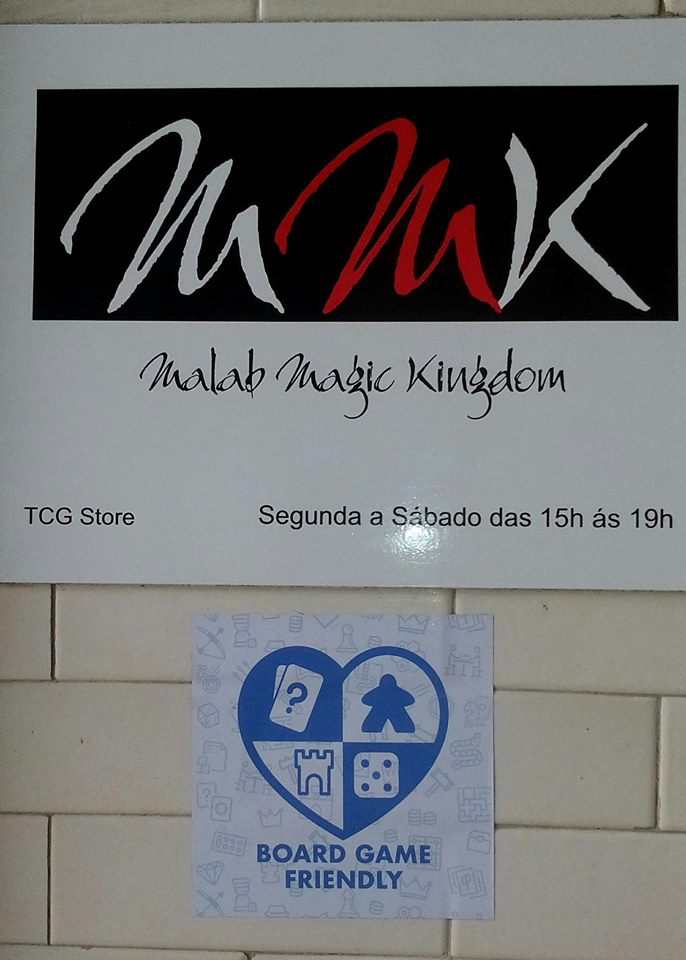 MMK
Malab Magic Kingdom
TCG Store
Segunda a Sábado das 15h ás 19h
?
BOARD GAME
FRIENDLY